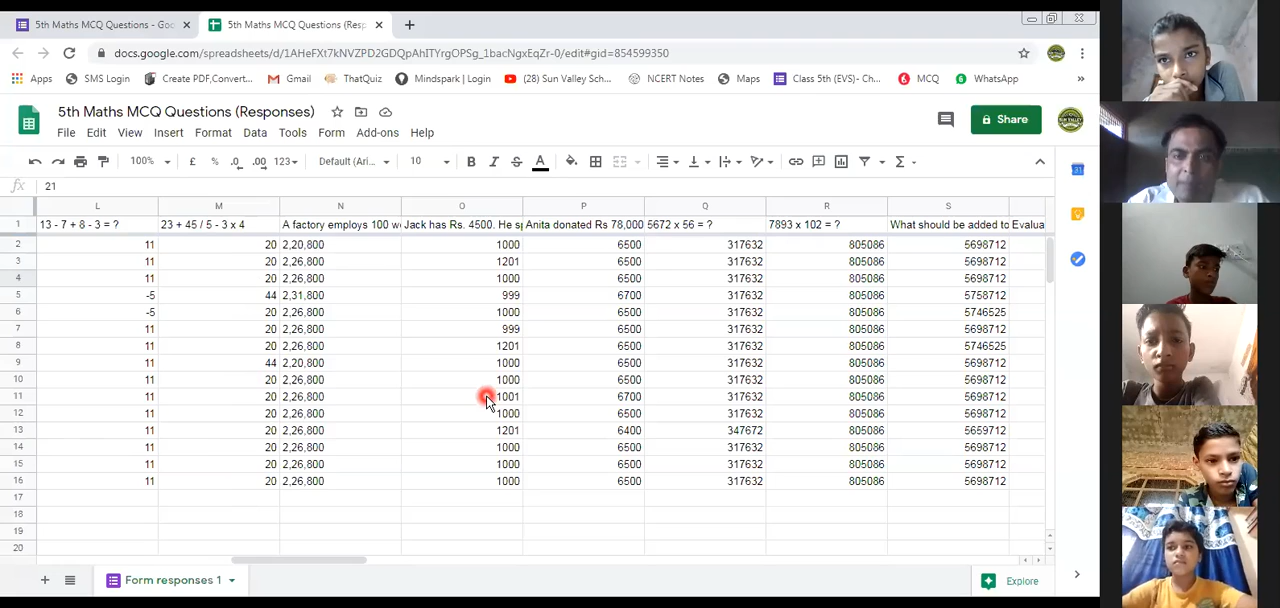 5th Maths MCQ Questions - Goo
5th Maths MCQ Questions (Resp
docs.google.com/spreadsheets/d/1AHeFXt7kNVZPD2GDQpAhITYrgOPSg_1bacNgxEqZr-0/edit#gid=854599350
Apps SMS Login Create PDF,Convert... Gmail ThatQuiz Mindspark | Login (28) Sun Valley Sch... NCERT Notes Maps Class 5th (EVS)- Ch... MCQ WhatsApp »
5th Maths MCQ Questions (Responses)
Share
File Edit View Insert Format Data Tools Form Add-ons Help
100% £ % .0 .00 123 Default (Ari... 10 B I S A Σ
fx 21
L M N O P Q R S
1 13 - 7 + 8 - 3 = ? 23 + 45 / 5 - 3 x 4 A factory employs 100 wo Jack has Rs. 4500. He sp Anita donated Rs 78,000 5672 x 56 = ? 7893 x 102 = ? What should be added to Evalua
2 11 20 2,20,800 1000 6500 317632 805086 5698712
3 11 20 2,26,800 1201 6500 317632 805086 5698712
4 11 20 2,26,800 1000 6500 317632 805086 5698712
5 -5 44 2,31,800 999 6700 317632 805086 5758712
6 -5 20 2,26,800 1000 6500 317632 805086 5746525
7 11 20 2,26,800 999 6500 317632 805086 5698712
8 11 20 2,26,800 1201 6500 317632 805086 5746525
9 11 44 2,20,800 1000 6500 317632 805086 5698712
10 11 20 2,26,800 1000 6500 317632 805086 5698712
11 11 20 2,26,800 1001 6700 317632 805086 5698712
12 11 20 2,26,800 1000 6500 317632 805086 5698712
13 11 20 2,26,800 1201 6400 347672 805086 5659712
14 11 20 2,26,800 1000 6500 317632 805086 5698712
15 11 20 2,26,800 1000 6500 317632 805086 5698712
16 11 20 2,26,800 1000 6500 317632 805086 5698712
17
18
19
20
Form responses 1
Explore